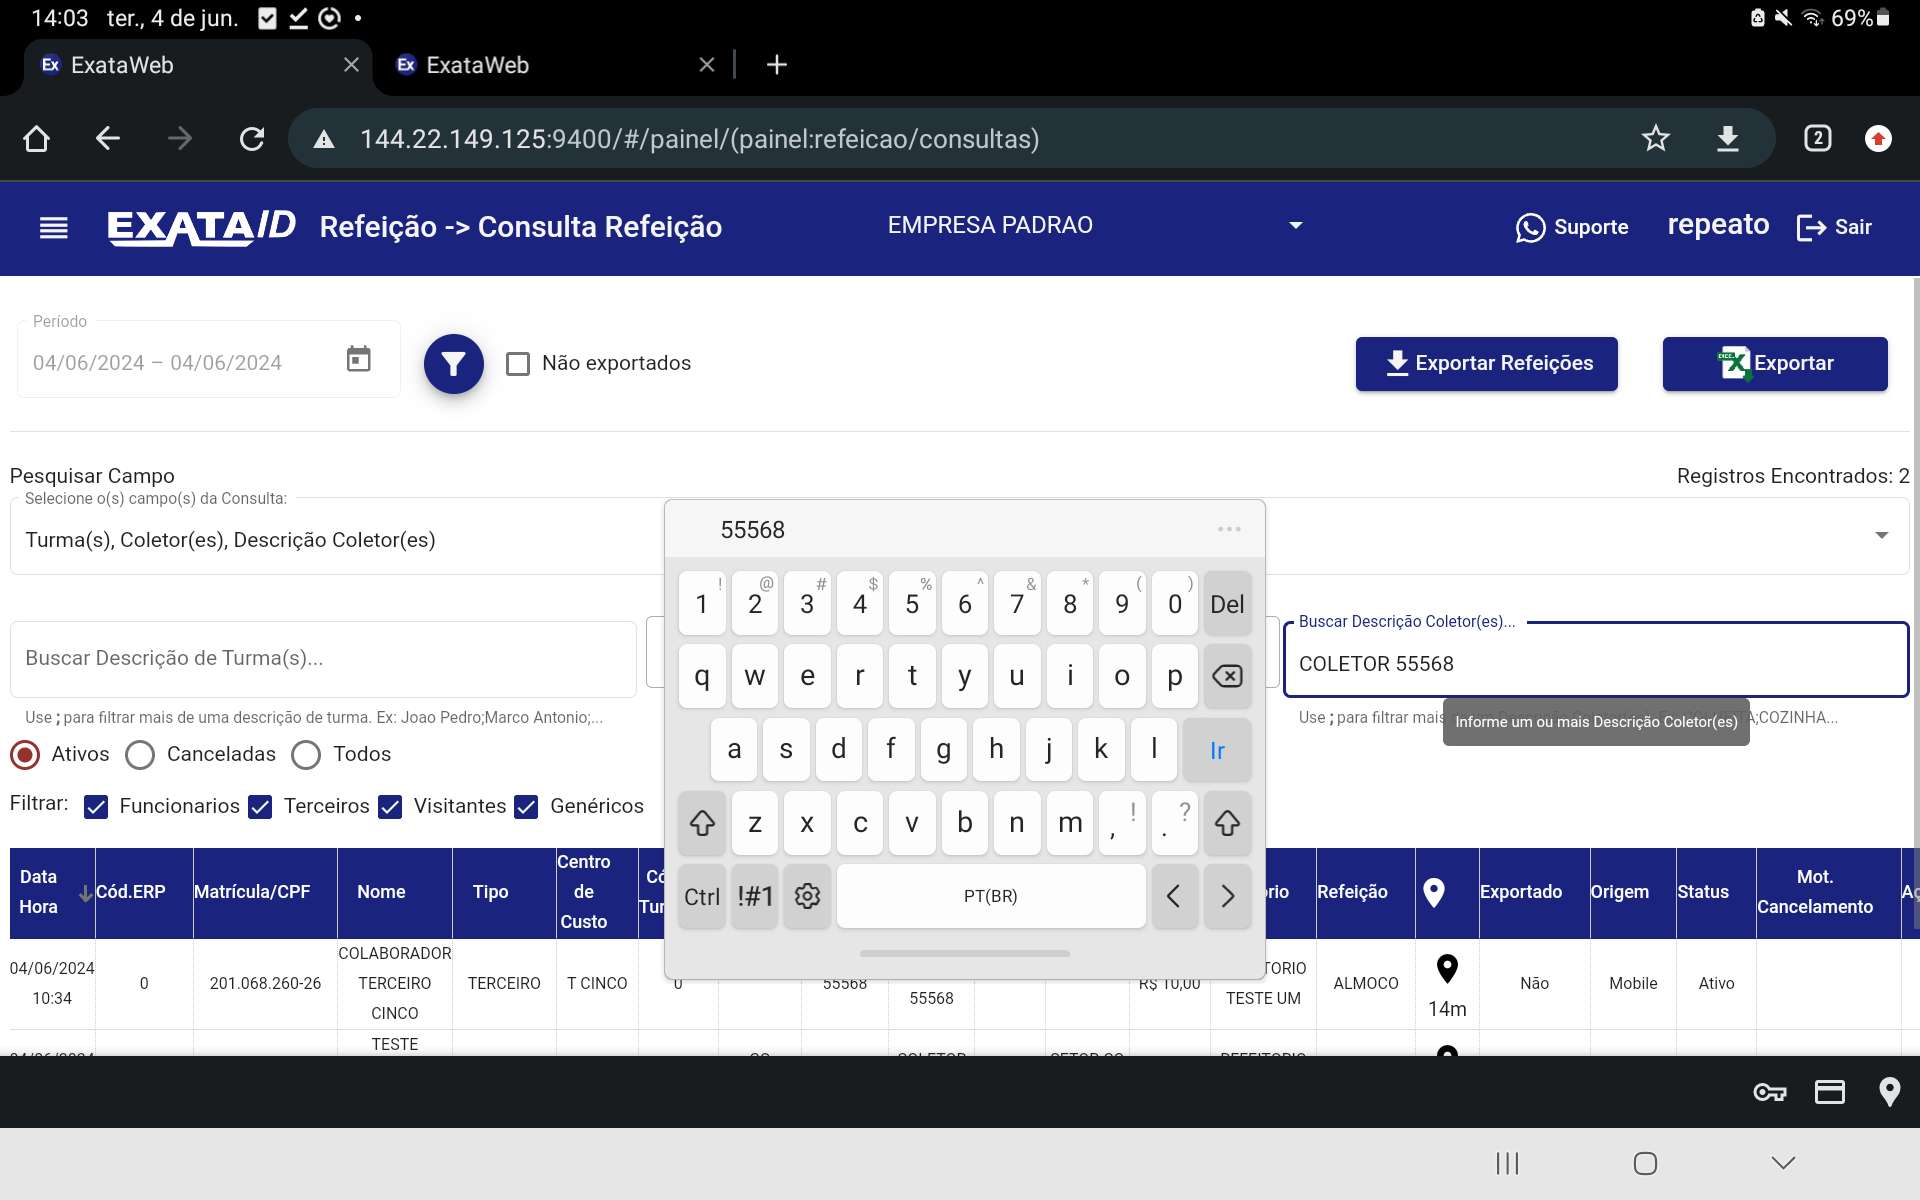 14:03 ter., 4 de jun.
69%
Ex ExataWeb
Ex ExataWeb
144.22.149.125:9400/#/painel/(painel:refeicao/consultas)
2
EXATA/D Refeição -> Consulta Refeição
EMPRESA PADRAO
Suporte
repeato
Sair
Período
04/06/2024 – 04/06/2024
Não exportados
Exportar Refeições
Exportar
Pesquisar Campo
Registros Encontrados: 2
Selecione o(s) campo(s) da Consulta:
Turma(s), Coletor(es), Descrição Coletor(es)
Buscar Descrição de Turma(s)...
Use ; para filtrar mais de uma descrição de turma. Ex: Joao Pedro;Marco Antonio;...
Buscar Descrição Coletor(es)...
COLETOR 55568
Use ; para filtrar mais
;COZINHA...
Informe um ou mais Descrição Coletor(es)
Ativos Canceladas Todos
Filtrar: Funcionarios Terceiros Visitantes Genéricos
55568 ...
1 ! 2 @ 3 # 4 $ 5 % 6 ^ 7 & 8 * 9 ( 0 ) Del
q w e r t y u i o p
a s d f g h j k l Ir
z x c v b n m , ! . ?
Ctrl !#1 PT(BR) < >
Data Hora Cód.ERP Matrícula/CPF Nome Tipo Centro de Custo Refeição Exportado Origem Status Mot. Cancelamento
04/06/2024 10:34 0 201.068.260-26 COLABORADOR TERCEIRO CINCO TERCEIRO T CINCO 0 55568 55568 R$ 10,00 TORIO TESTE UM ALMOCO 14m Não Mobile Ativo
TESTE